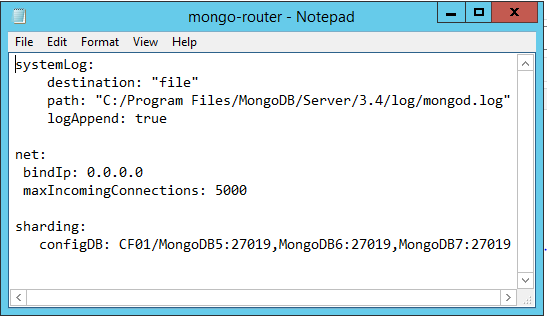 mongo-router - Notepad
File Edit Format View Help
systemLog:
    destination: "file"
    path: "C:/Program Files/MongoDB/Server/3.4/log/mongod.log"
    logAppend: true

net:
 bindIp: 0.0.0.0
 maxIncomingConnections: 5000

sharding:
   configDB: CF01/MongoDB5:27019,MongoDB6:27019,MongoDB7:27019